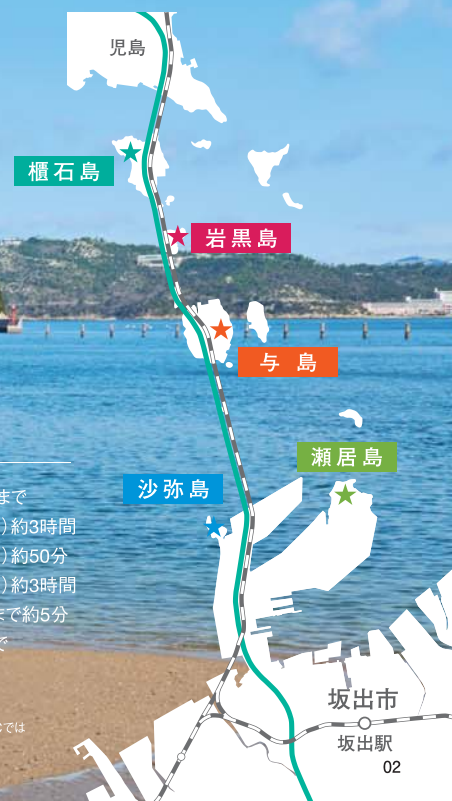 児島
櫃石島
岩黒島
与島
瀬居島
沙弥島
まで
)約3時間
)約50分
)約3時間
まで約5分
で
では
坂出市
坂出駅
02